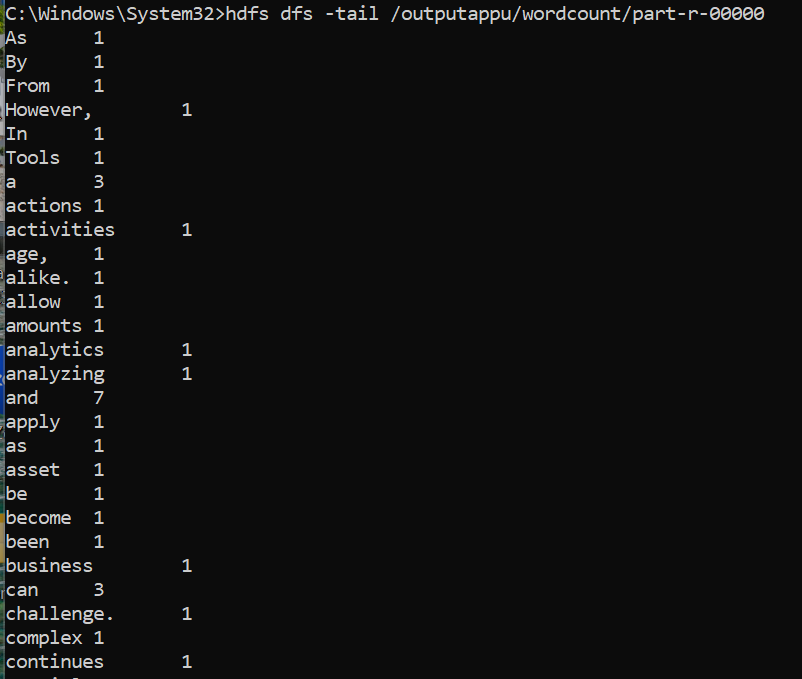 C:\Windows\System32>hdfs dfs -tail /outputappu/wordcount/part-r-00000
As 1
By 1
From 1
However, 1
In 1
Tools 1
a 3
actions 1
activities 1
age, 1
alike. 1
allow 1
amounts 1
analytics 1
analyzing 1
and 7
apply 1
as 1
asset 1
be 1
become 1
been 1
business 1
can 3
challenge. 1
complex 1
continues 1